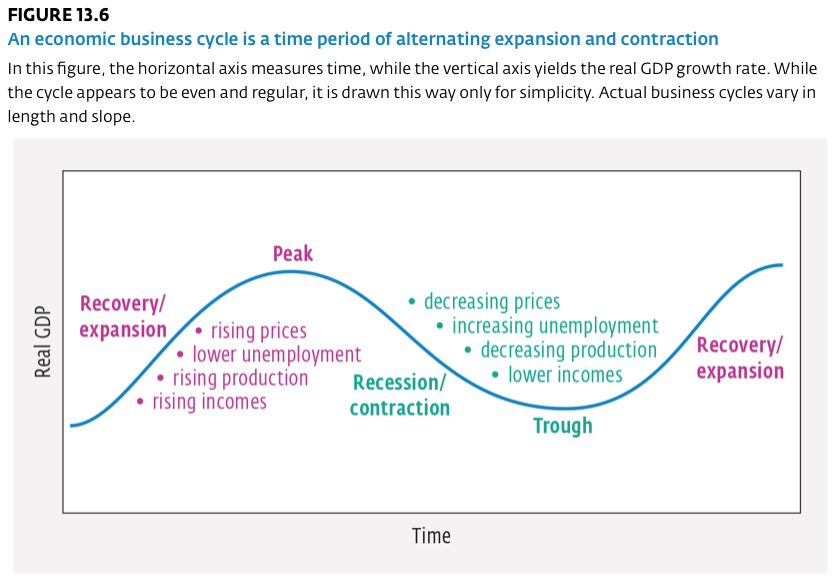 FIGURE 13.6
An economic business cycle is a time period of alternating expansion and contraction
In this figure, the horizontal axis measures time, while the vertical axis yields the real GDP growth rate. While
the cycle appears to be even and regular, it is drawn this way only for simplicity. Actual business cycles vary in
length and slope.
Real GDP
Recovery/
expansion
Peak
• rising prices
• lower unemployment
• rising production
• rising incomes
Recession/
contraction
• decreasing prices
• increasing unemployment
• decreasing production
• lower incomes
Trough
Recovery/
expansion
Time